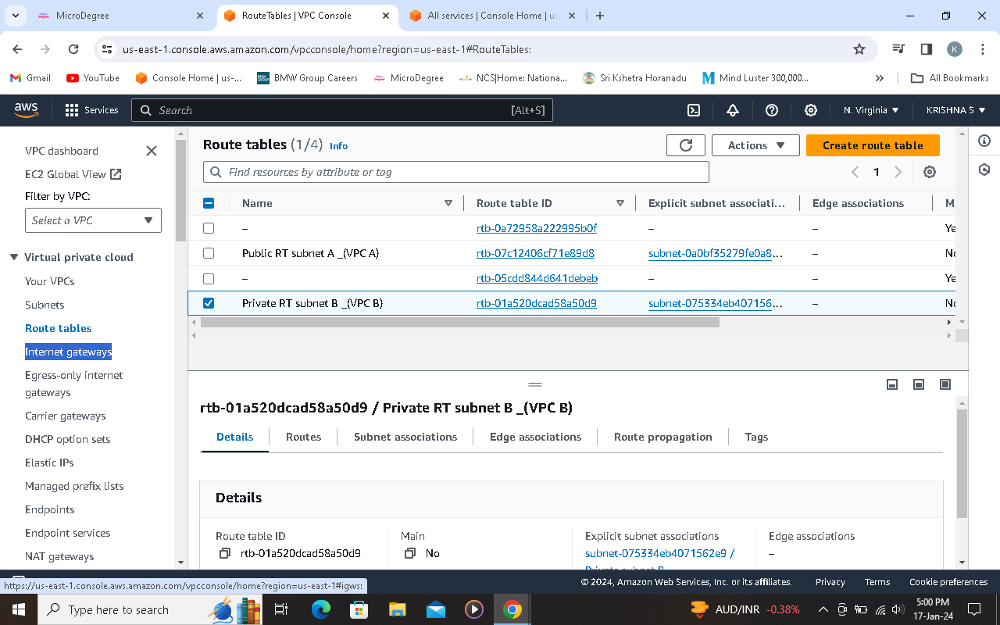 MicroDegree
RouteTables | VPC Console
All services | Console Home | us
us-east-1.console.aws.amazon.com/vpcconsole/home?region=us-east-1#RouteTables:
K
Gmail
YouTube
Console Home | us-...
BMW Group Careers
MicroDegree
NCS|Home: Nationa...
Sri Kshetra Horanadu
Mind Luster 300,000...
All Bookmarks
aws
Services
Search
[Alt+S]
N. Virginia
KRISHNA S
VPC dashboard
EC2 Global View
Filter by VPC:
Select a VPC
Virtual private cloud
Your VPCs
Subnets
Route tables
Internet gateways
Egress-only internet
gateways
Carrier gateways
DHCP option sets
Elastic IPs
Managed prefix lists
Endpoints
Endpoint services
NAT gateways
Route tables (1/4) Info
Actions
Create route table
Find resources by attribute or tag
1
Name Route table ID Explicit subnet associati... Edge associations M
– rtb-0a72958a222995b0f – – Ye
Public RT subnet A _(VPC A) rtb-07c12406cf71e89d8 subnet-0a0bf35279fe0a8... – No
– rtb-05cdd844d641debeb – – Ye
Private RT subnet B _(VPC B) rtb-01a520dcad58a50d9 subnet-075334eb407156... – No
rtb-01a520dcad58a50d9 / Private RT subnet B _(VPC B)
Details Routes Subnet associations Edge associations Route propagation Tags
Details
Route table ID
rtb-01a520dcad58a50d9
Main
No
Explicit subnet associations
subnet-075334eb4071562e9 /
Private subnet B
Edge associations
–
https://us-east-1.console.aws.amazon.com/vpcconsole/home?region=us-east-1#igws:
© 2024, Amazon Web Services, Inc. or its affiliates.
Privacy
Terms
Cookie preferences
Type here to search
AUD/INR -0.38%
5:00 PM
17-Jan-24